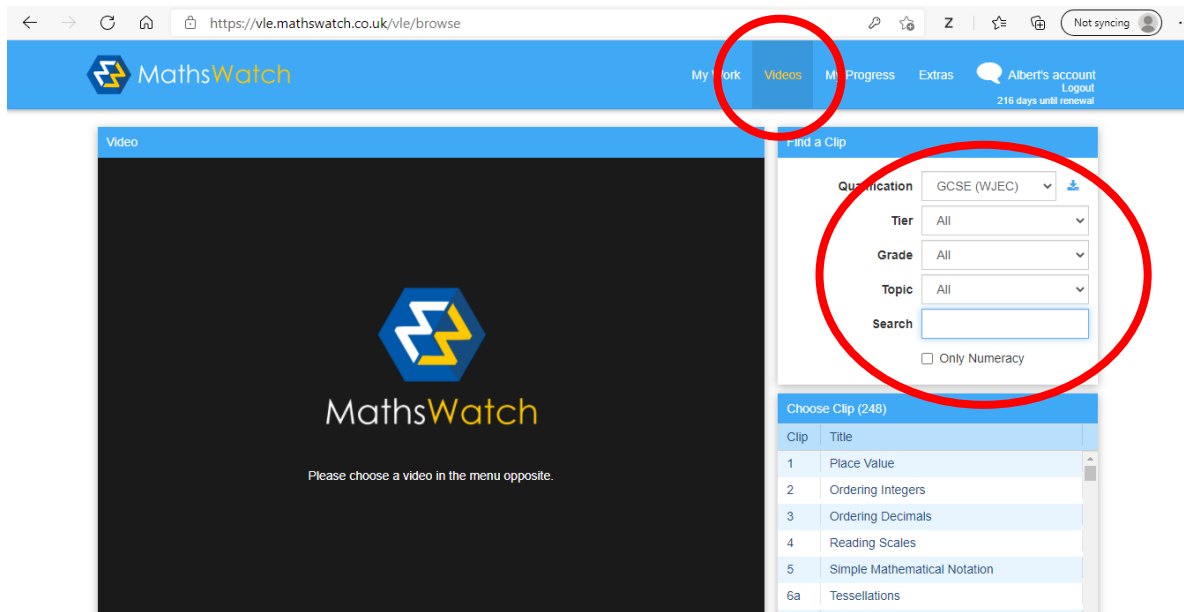 https://vle.mathswatch.co.uk/vle/browse
Z
Not syncing
MathsWatch
My Work
Videos
My Progress
Extras
Albert's account
Logout
216 days until renewal
Video
Find a Clip
Qualification GCSE (WJEC)
Tier All
Grade All
Topic All
Search
Only Numeracy
MathsWatch
Please choose a video in the menu opposite.
Choose Clip (248)
Clip Title
1 Place Value
2 Ordering Integers
3 Ordering Decimals
4 Reading Scales
5 Simple Mathematical Notation
6a Tessellations